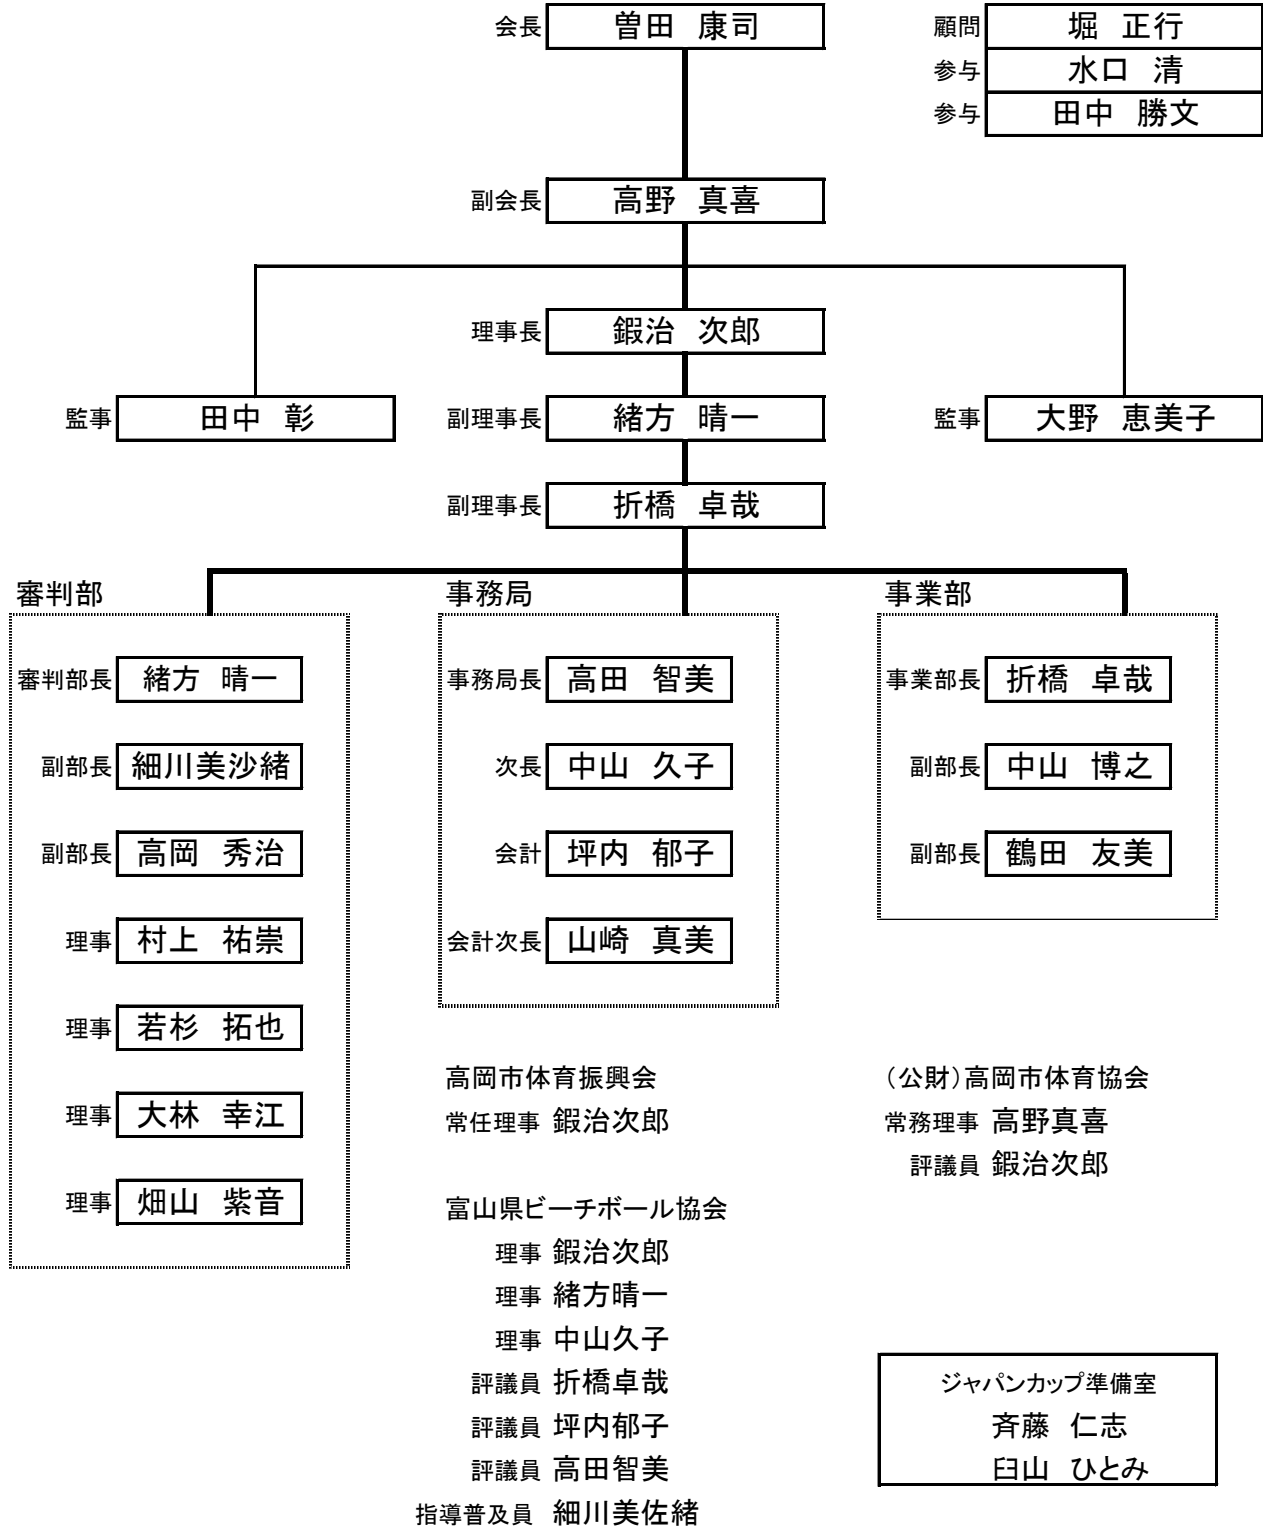 会長 曽田　康司
顧問 堀　正行
参与 水口　清
参与 田中　勝文
副会長 高野　真喜
理事長 鍜治　次郎
監事 田中　彰
副理事長 緒方　晴一
監事 大野　恵美子
副理事長 折橋　卓哉
審判部
審判部長 緒方　晴一
副部長 細川美沙緒
副部長 高岡　秀治
理事 村上　祐崇
理事 若杉　拓也
理事 大林　幸江
理事 畑山　紫音
事務局
事務局長 高田　智美
次長 中山　久子
会計 坪内　郁子
会計次長 山崎　真美
事業部
事業部長 折橋　卓哉
副部長 中山　博之
副部長 鶴田　友美
高岡市体育振興会
常任理事 鍜治次郎
（公財）高岡市体育協会
常務理事 高野真喜
評議員 鍜治次郎
富山県ビーチボール協会
理事 鍜治次郎
理事 緒方晴一
理事 中山久子
評議員 折橋卓哉
評議員 坪内郁子
評議員 高田智美
指導普及員 細川美佐緒
ジャパンカップ準備室
斉藤　仁志
臼山　ひとみ